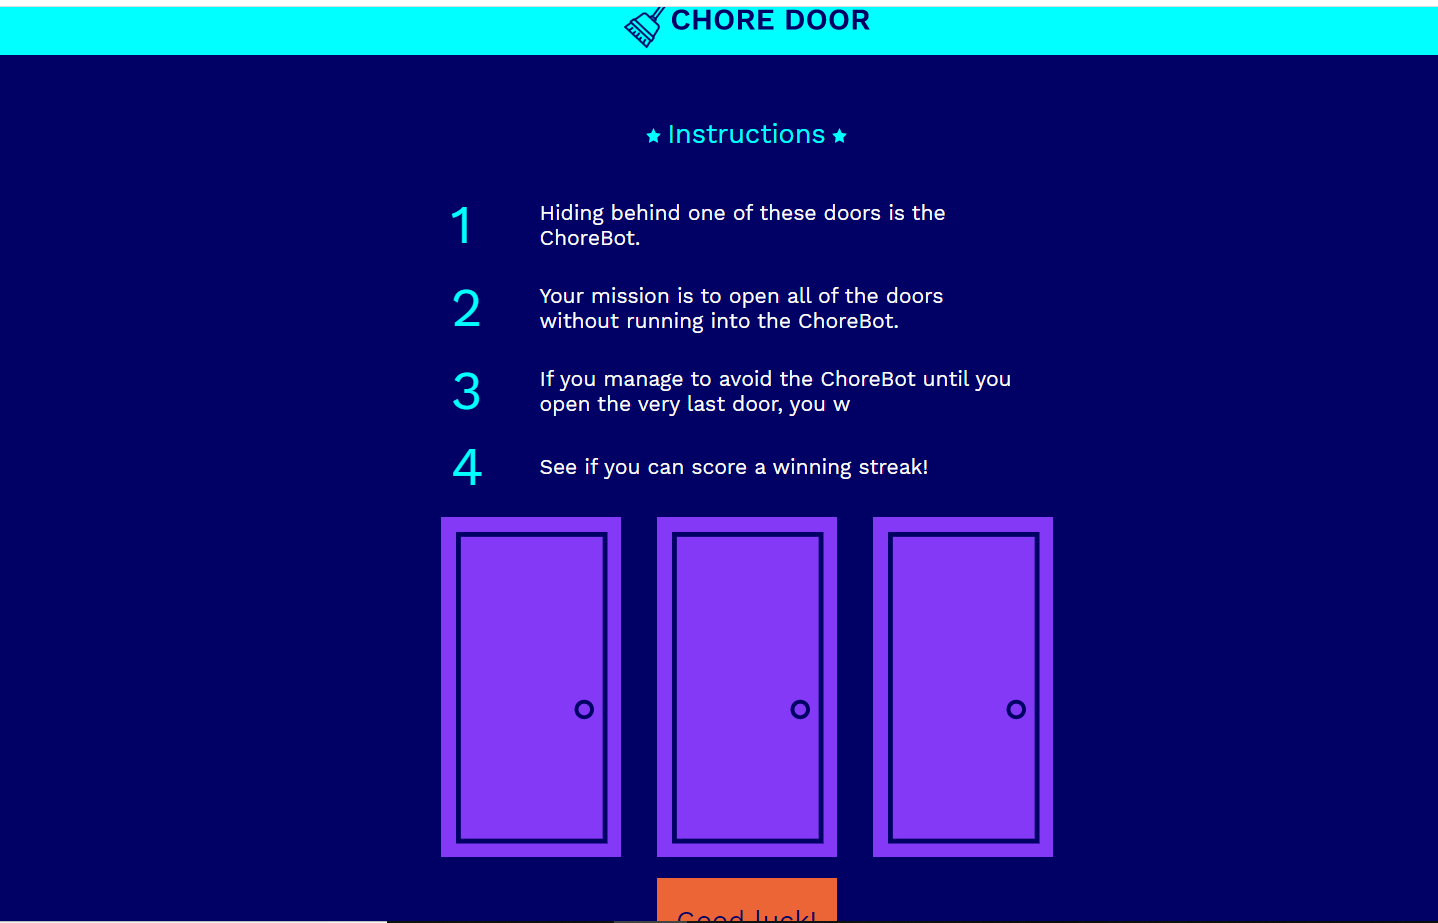 CHORE DOOR
Instructions
1
Hiding behind one of these doors is the
ChoreBot.
2
Your mission is to open all of the doors
without running into the ChoreBot.
3
If you manage to avoid the ChoreBot until you
open the very last door, you w
4
See if you can score a winning streak!
Good luck!